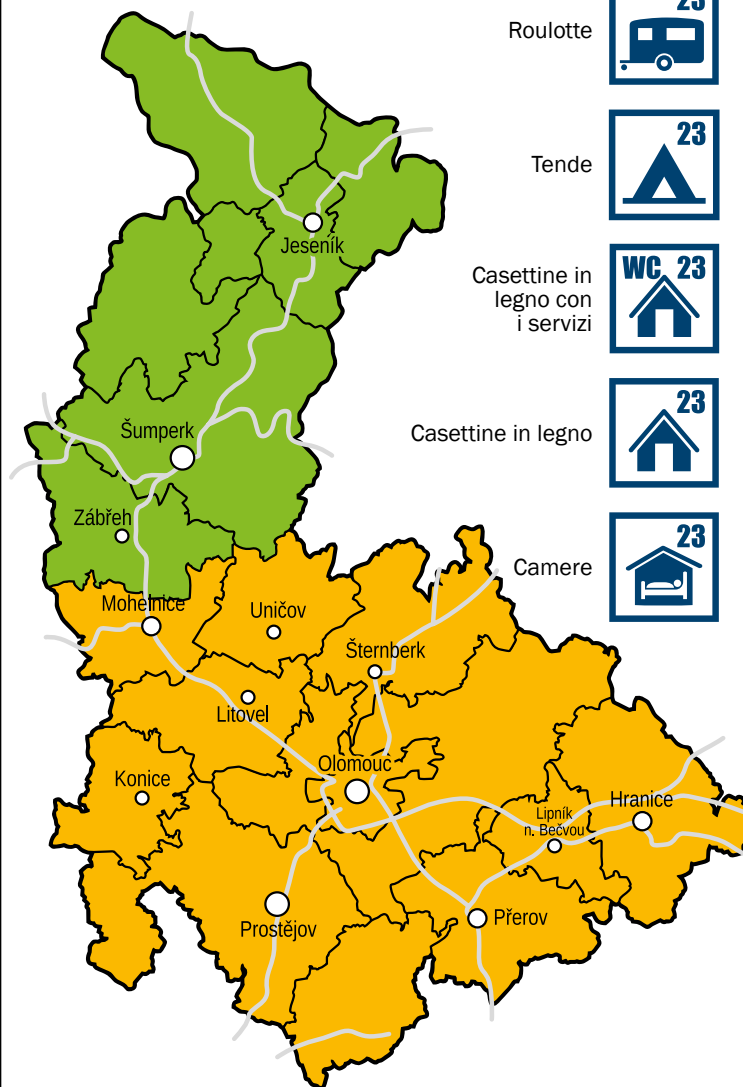 23
Roulotte
23
Tende
WC 23
Casettine in
legno con
i servizi
23
Casettine in legno
23
Camere
Jeseník
Šumperk
Zábřeh
Mohelnice
Uničov
Šternberk
Litovel
Olomouc
Konice
Lipník
n. Bečvou
Hranice
Prostějov
Přerov